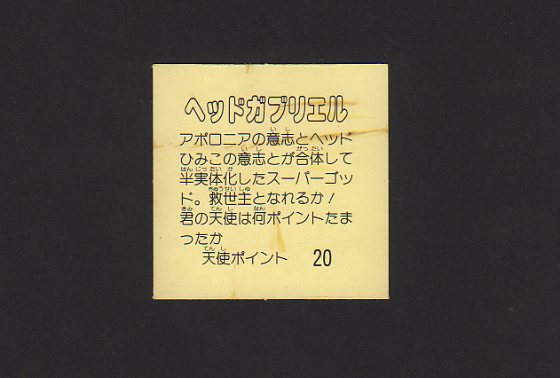 ヘッドガブリエル
アポロニアの意志とヘッド
ひみこの意志とが合体して
半実体化したスーパーゴッ
ド。救世主となれるか！
君の天使は何ポイントたま
ったか
天使ポイント 20